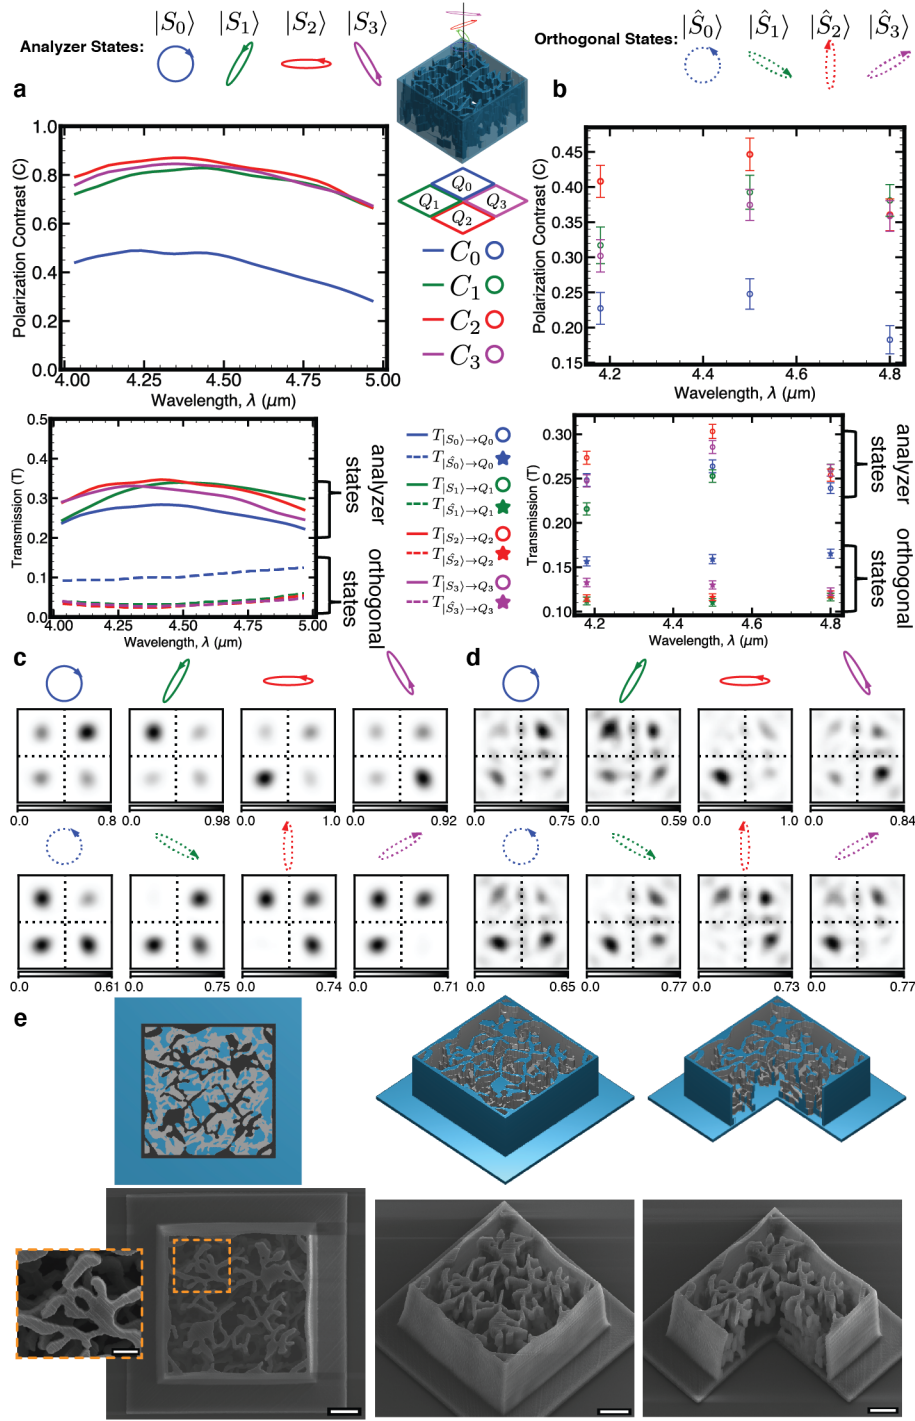 Analyzer States:
|S₀⟩ |S₁⟩ |S₂⟩ |S₃⟩
Orthogonal States:
|Ŝ₀⟩ |Ŝ₁⟩ |Ŝ₂⟩ |Ŝ₃⟩
a
Polarization Contrast (C)
1.0
0.8
0.6
0.4
0.2
0.0
4.00 4.25 4.50 4.75 5.00
Wavelength, λ (μm)
Q₀
Q₁ Q₃
Q₂
C₀
C₁
C₂
C₃
b
Polarization Contrast (C)
0.45
0.40
0.35
0.30
0.25
0.20
0.15
4.2 4.4 4.6 4.8
Wavelength, λ (μm)
Transmission (T)
0.5
0.4
0.3
0.2
0.1
0.0
4.00 4.25 4.50 4.75 5.00
Wavelength, λ (μm)
analyzer
states
orthogonal
states
T|S₀⟩→Q₀
T|Ŝ₀⟩→Q₀
T|S₁⟩→Q₁
T|Ŝ₁⟩→Q₁
T|S₂⟩→Q₂
T|Ŝ₂⟩→Q₂
T|S₃⟩→Q₃
T|Ŝ₃⟩→Q₃
Transmission (T)
0.30
0.25
0.20
0.15
0.10
4.2 4.4 4.6 4.8
Wavelength, λ (μm)
analyzer
states
orthogonal
states
c
0.0 0.8 0.0 0.98 0.0 1.0 0.0 0.92
0.0 0.61 0.0 0.75 0.0 0.74 0.0 0.71
d
0.0 0.75 0.0 0.59 0.0 1.0 0.0 0.84
0.0 0.65 0.0 0.77 0.0 0.73 0.0 0.77
e